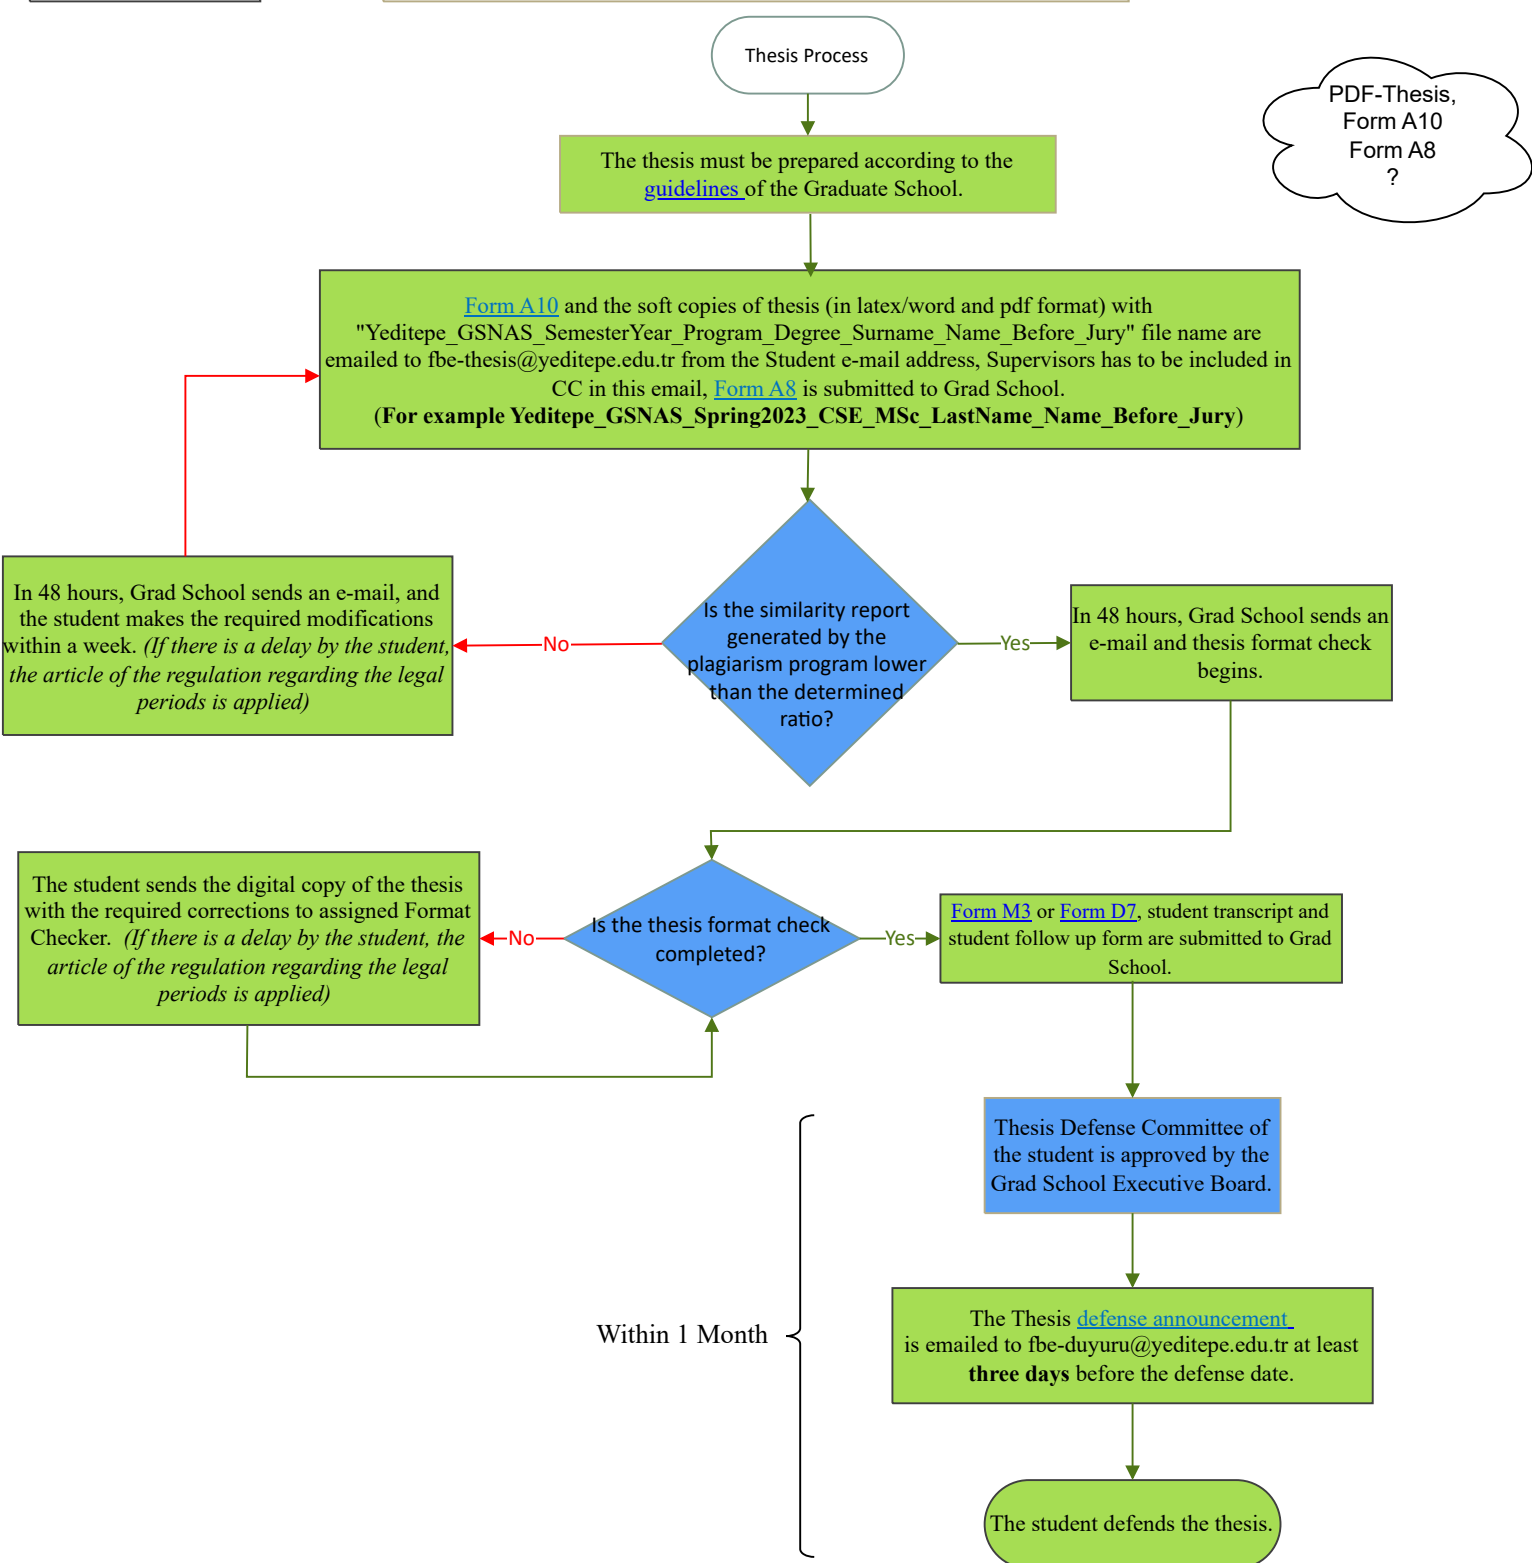 Thesis Process
PDF-Thesis,
Form A10
Form A8
?
The thesis must be prepared according to the
guidelines of the Graduate School.
Form A10 and the soft copies of thesis (in latex/word and pdf format) with
"Yeditepe_GSNAS_SemesterYear_Program_Degree_Surname_Name_Before_Jury" file name are
emailed to fbe-thesis@yeditepe.edu.tr from the Student e-mail address, Supervisors has to be included in
CC in this email, Form A8 is submitted to Grad School.
(For example Yeditepe_GSNAS_Spring2023_CSE_MSc_LastName_Name_Before_Jury)
In 48 hours, Grad School sends an e-mail, and
the student makes the required modifications
within a week. (If there is a delay by the student,
the article of the regulation regarding the legal
periods is applied)
No
Is the similarity report
generated by the
plagiarism program lower
than the determined
ratio?
Yes
In 48 hours, Grad School sends an
e-mail and thesis format check
begins.
The student sends the digital copy of the thesis
with the required corrections to assigned Format
Checker. (If there is a delay by the student, the
article of the regulation regarding the legal
periods is applied)
No
Is the thesis format check
completed?
Yes
Form M3 or Form D7, student transcript and
student follow up form are submitted to Grad
School.
Thesis Defense Committee of
the student is approved by the
Grad School Executive Board.
Within 1 Month
The Thesis defense announcement
is emailed to fbe-duyuru@yeditepe.edu.tr at least
three days before the defense date.
The student defends the thesis.